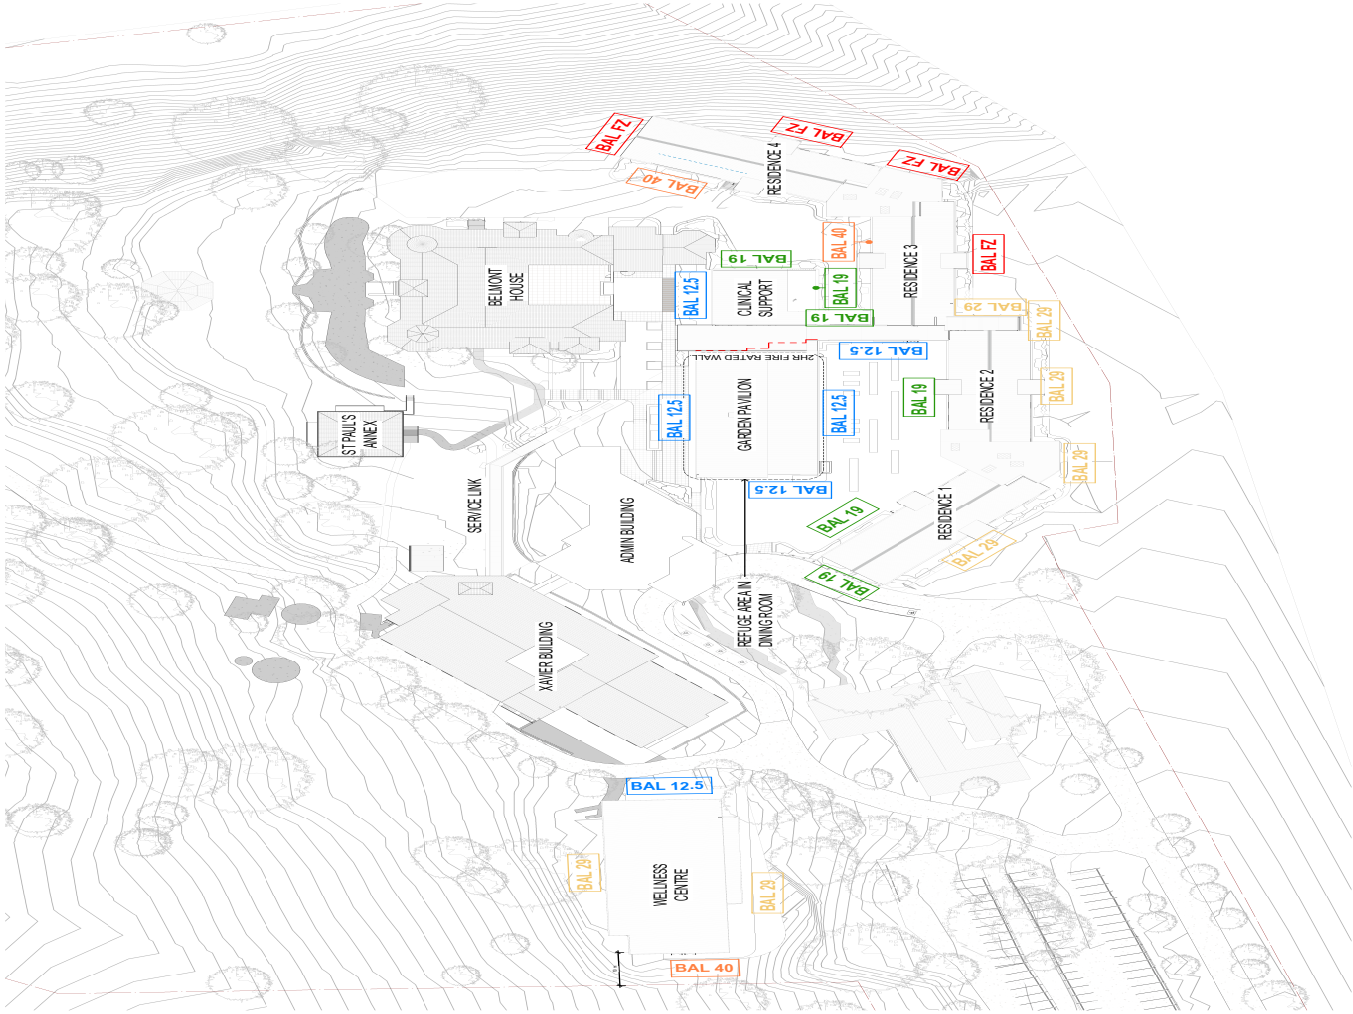 BAL FZ
BAL FZ
BAL FZ
BAL 40
RESIDENCE 4
BAL 40
BAL FZ
BAL 19
BAL 19
BAL 19
RESIDENCE 3
BELMONT
HOUSE
BAL 12.5
CLINICAL
SUPPORT
BAL 29
BAL 29
BAL 12.5
2HR FIRE RATED WALL
BAL 29
RESIDENCE 2
BAL 19
BAL 12.5
GARDEN PAVILION
BAL 12.5
ST PAUL'S
ANNEX
BAL 29
BAL 12.5
SERVICE LINK
ADMIN BUILDING
BAL 19
RESIDENCE 1
BAL 29
BAL 19
REFUGE AREA IN
DINING ROOM
XAVIER BUILDING
BAL 12.5
BAL 29
WELLNESS
CENTRE
BAL 29
BAL 40